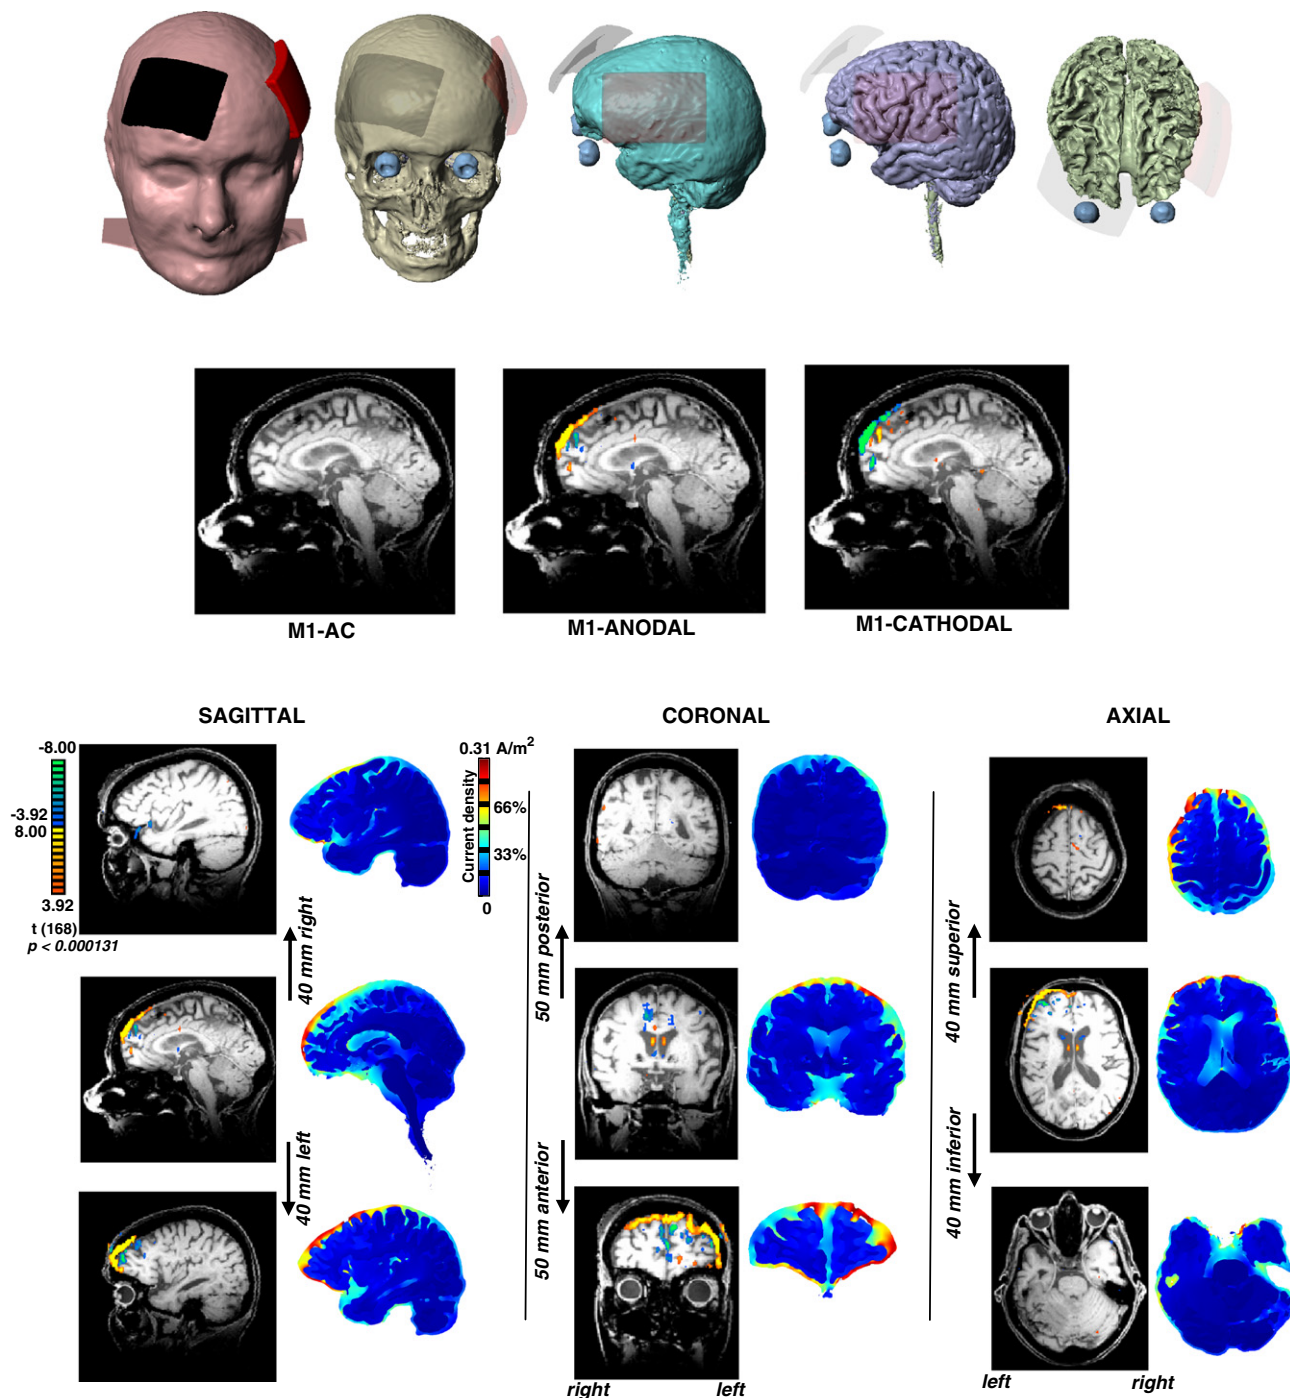 M1-AC
M1-ANODAL
M1-CATHODAL
SAGITTAL
CORONAL
AXIAL
-8.00
-3.92
8.00
3.92
t (168)
p < 0.000131
0.31 A/m²
Current density
66%
33%
0
40 mm right
40 mm left
50 mm posterior
50 mm anterior
40 mm superior
40 mm inferior
right
left
left
right